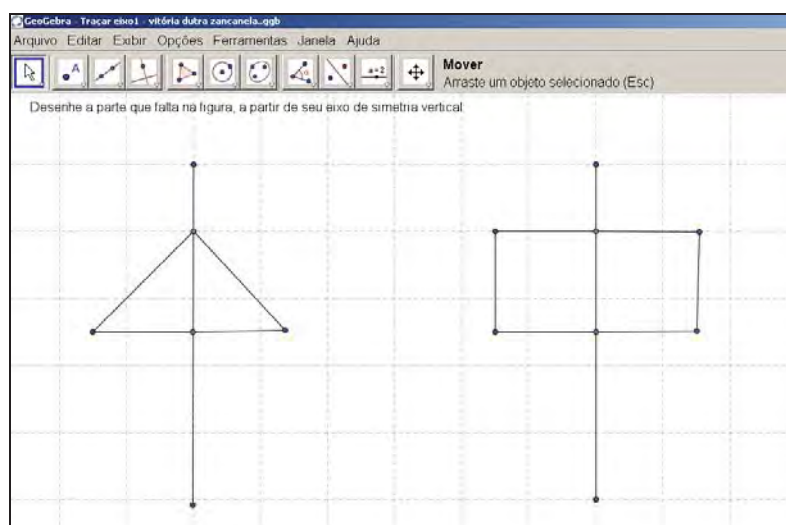 GeoGebra - Traçar eixo1 - vitória dutra zancanela.ggb
Arquivo Editar Exibir Opções Ferramentas Janela Ajuda
A
a=2
Mover
Arraste um objeto selecionado (Esc)
Desenhe a parte que falta na figura, a partir de seu eixo de simetria vertical